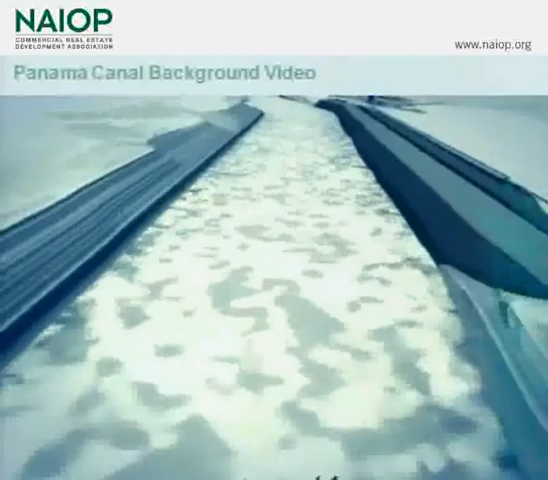 NAIOP
COMMERCIAL REAL ESTATE
DEVELOPMENT ASSOCIATION
www.naiop.org
Panama Canal Background Video